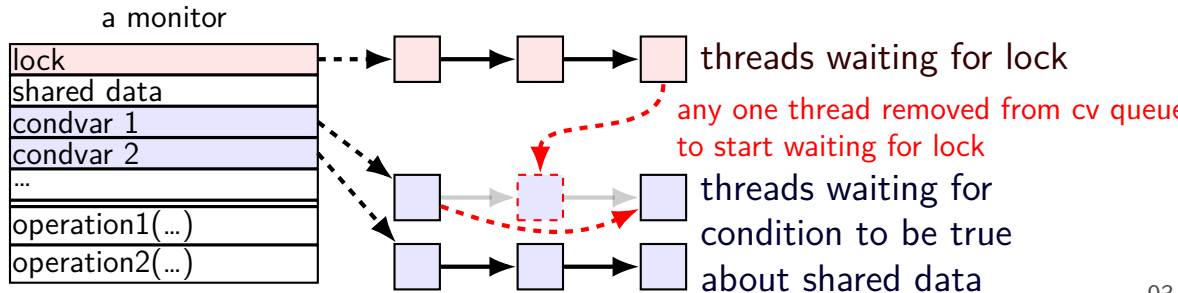 a monitor
lock
shared data
condvar 1
condvar 2
...
operation1(...)
operation2(...)
threads waiting for lock
any one thread removed from cv queue
to start waiting for lock
threads waiting for
condition to be true
about shared data